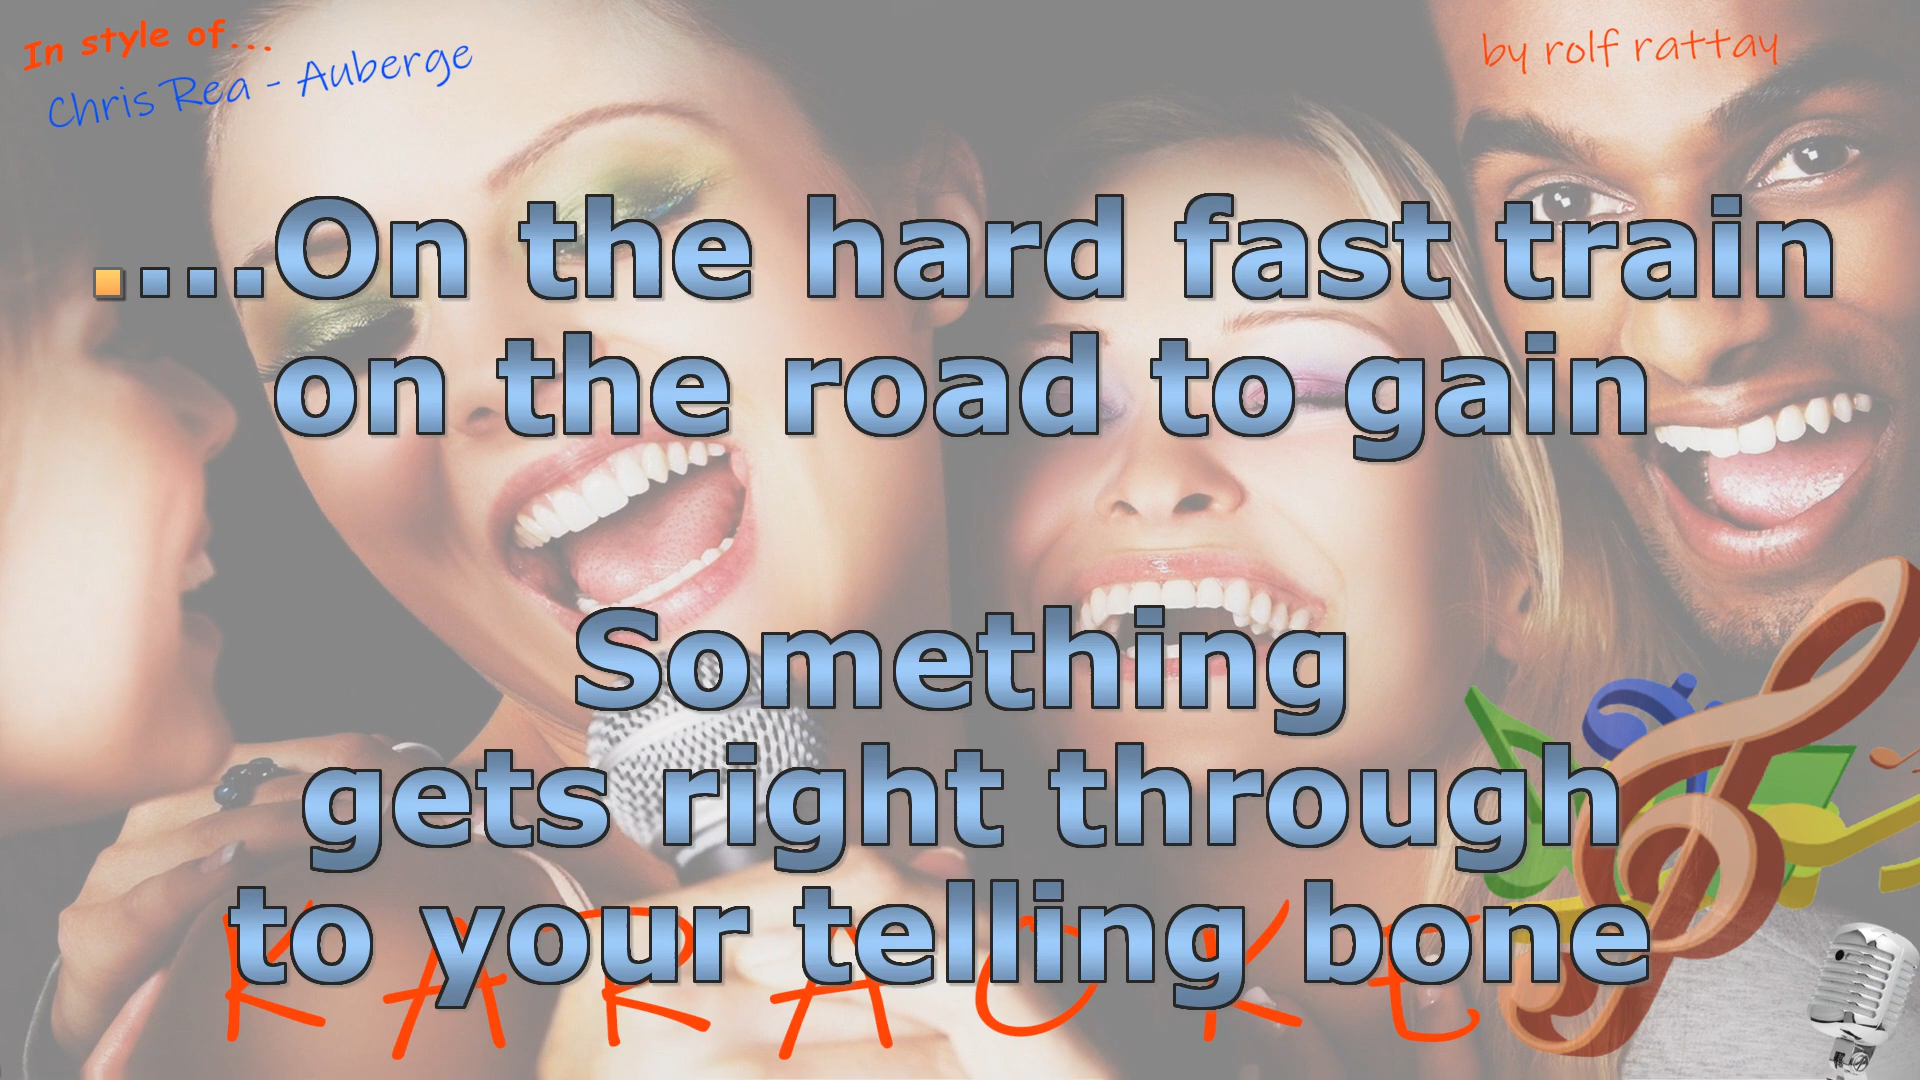 In style of...
Chris Rea - Auberge
by rolf rattay
....On the hard fast train
on the road to gain
Something
gets right through
to your telling bone
KARAOKE